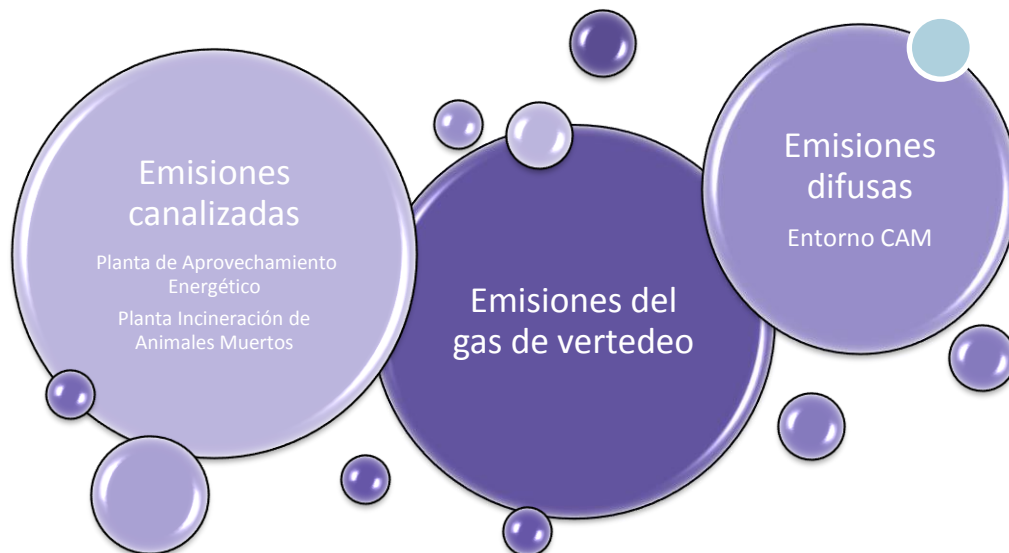 Emisiones
canalizadas
Planta de Aprovechamiento
Energético
Planta Incineración de
Animales Muertos
Emisiones del
gas de vertedeo
Emisiones
difusas
Entorno CAM